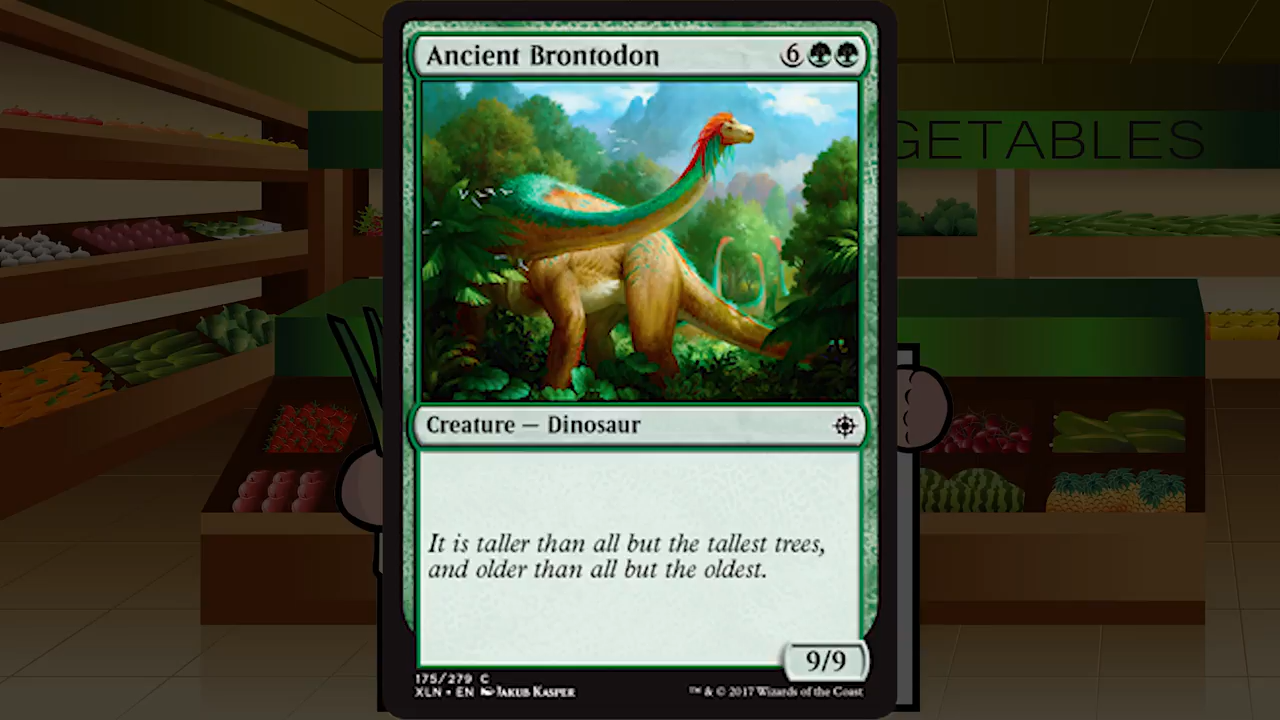 Ancient Brontodon 6
GETABLES
Creature — Dinosaur
It is taller than all but the tallest trees,
and older than all but the oldest.
9/9
175/279 C
XLN • EN Jakub Kasper
™ & © 2017 Wizards of the Coast